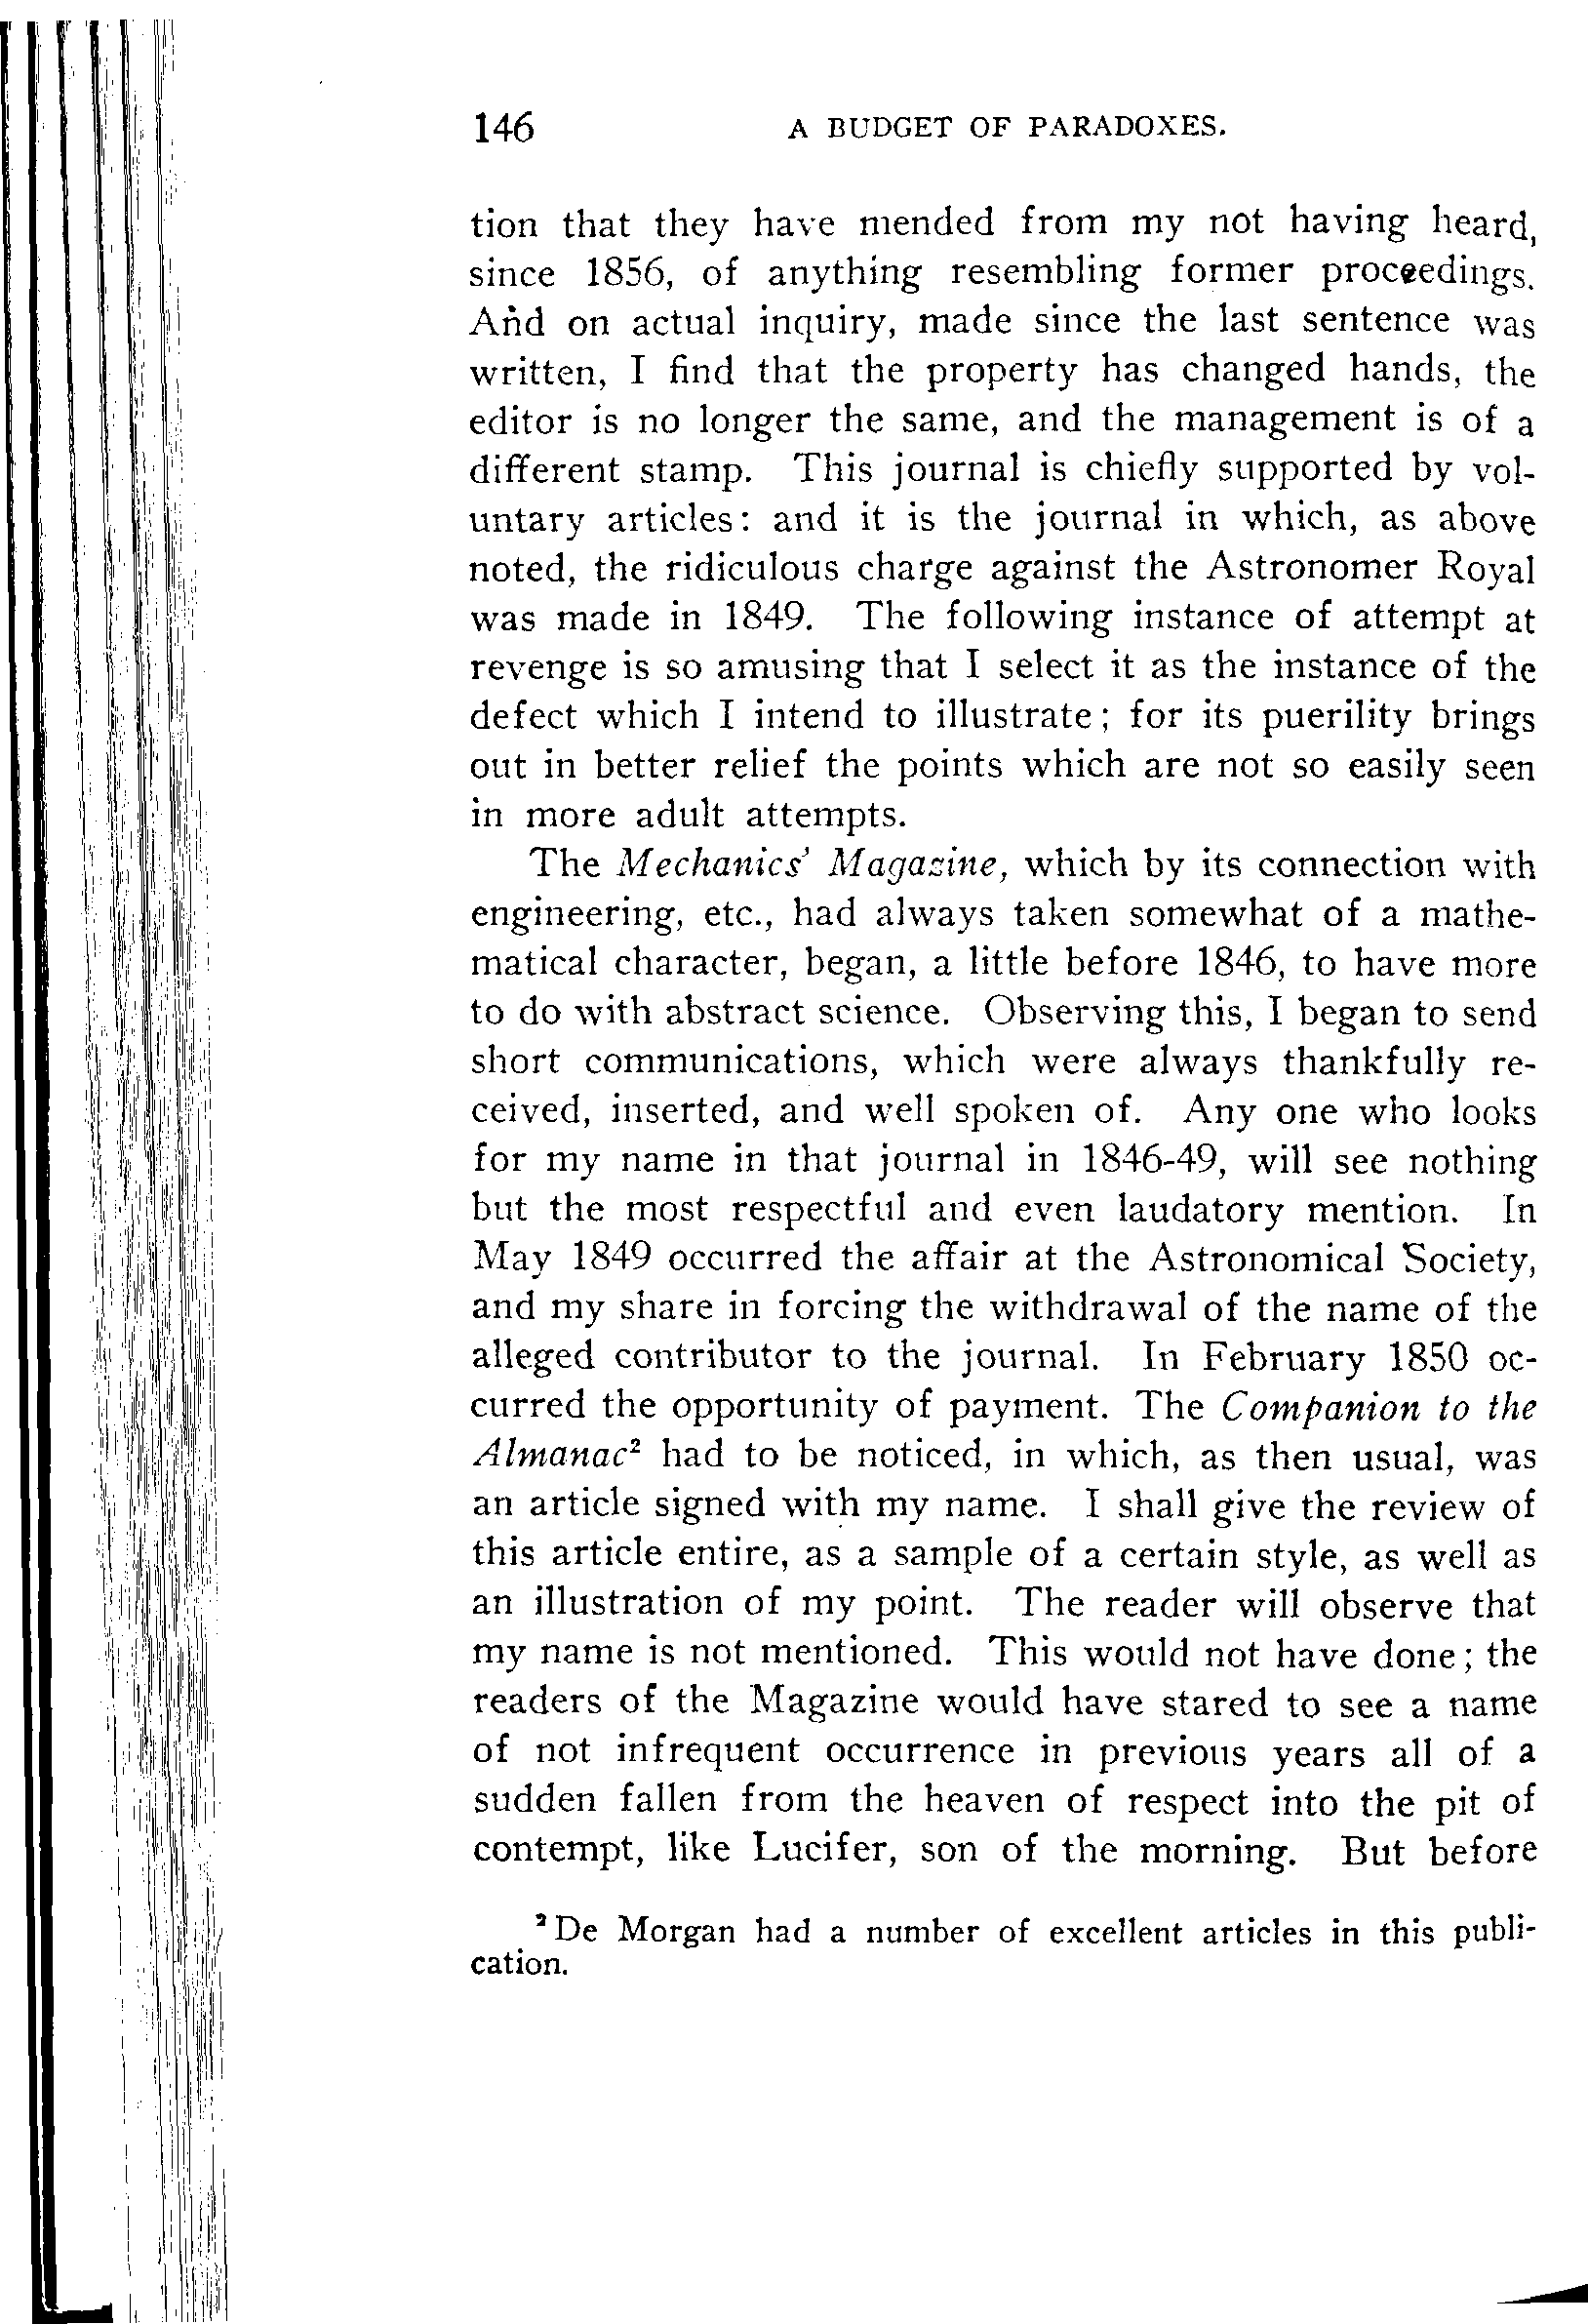 146 A BUDGET OF PARADOXES.
tion that they have mended from my not having heard,
since 1856, of anything resembling former proceedings.
And on actual inquiry, made since the last sentence was
written, I find that the property has changed hands, the
editor is no longer the same, and the management is of a
different stamp. This journal is chiefly supported by vol-
untary articles: and it is the journal in which, as above
noted, the ridiculous charge against the Astronomer Royal
was made in 1849. The following instance of attempt at
revenge is so amusing that I select it as the instance of the
defect which I intend to illustrate; for its puerility brings
out in better relief the points which are not so easily seen
in more adult attempts.
The Mechanics' Magazine, which by its connection with
engineering, etc., had always taken somewhat of a mathe-
matical character, began, a little before 1846, to have more
to do with abstract science. Observing this, I began to send
short communications, which were always thankfully re-
ceived, inserted, and well spoken of. Any one who looks
for my name in that journal in 1846-49, will see nothing
but the most respectful and even laudatory mention. In
May 1849 occurred the affair at the Astronomical Society,
and my share in forcing the withdrawal of the name of the
alleged contributor to the journal. In February 1850 oc-
curred the opportunity of payment. The Companion to the
Almanac² had to be noticed, in which, as then usual, was
an article signed with my name. I shall give the review of
this article entire, as a sample of a certain style, as well as
an illustration of my point. The reader will observe that
my name is not mentioned. This would not have done; the
readers of the Magazine would have stared to see a name
of not infrequent occurrence in previous years all of a
sudden fallen from the heaven of respect into the pit of
contempt, like Lucifer, son of the morning. But before
² De Morgan had a number of excellent articles in this publi-
cation.